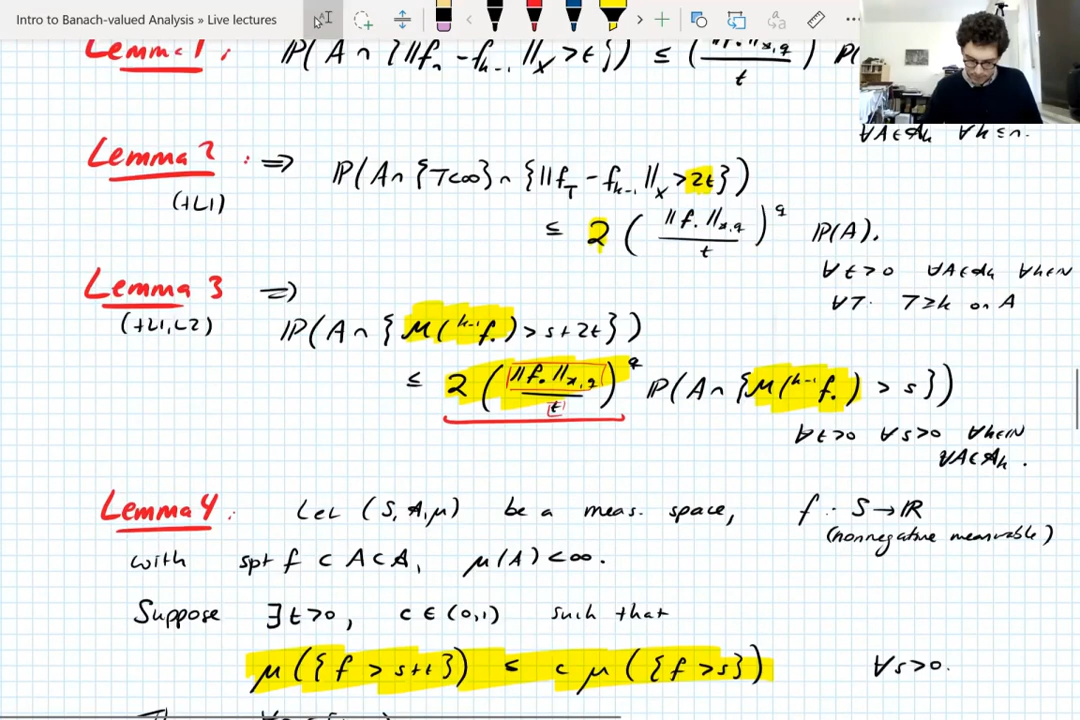 Intro to Banach-valued Analysis » Live lectures
Lemma 1: P(A ∩ {||f_n - f_{k-1}||_X > t}) ≤ (||f.||_{x,q} / t) P(
∀A∈A_k ∀k≤n.
Lemma 2: ⇒ P(A ∩ {T<∞} ∩ {||f_T - f_{k-1}||_X > 2t})
(+L1)
≤ 2 (||f.||_{x,q} / t)^q P(A).
∀t>0 ∀A∈A_k ∀k∈N
∀T: T≥k on A
Lemma 3 ⇒
(+L1, L2) P(A ∩ {M(^{k-1}f.) > s+2t})
≤ 2 (||f.||_{x,q} / t)^q P(A ∩ {M(^{k-1}f.) > s})
∀t>0 ∀s>0 ∀k∈N
∀A∈A_k.
Lemma 4: Let (S, A, μ) be a meas. space, f: S→R
(nonnegative measurable)
with spt f ⊂ A ⊂ A, μ(A)<∞.
Suppose ∃t>0, c∈(0,1) such that
μ({f > s+t}) ≤ c μ({f > s}) ∀s>0.